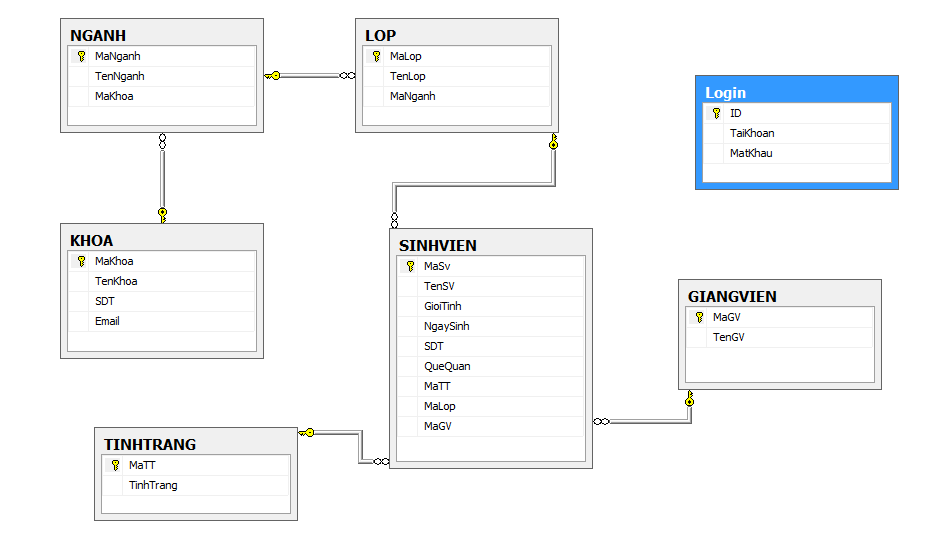 NGANH
MaNganh
TenNganh
MaKhoa
LOP
MaLop
TenLop
MaNganh
Login
ID
TaiKhoan
MatKhau
KHOA
MaKhoa
TenKhoa
SDT
Email
SINHVIEN
MaSv
TenSV
GioiTinh
NgaySinh
SDT
QueQuan
MaTT
MaLop
MaGV
GIANGVIEN
MaGV
TenGV
TINHTRANG
MaTT
TinhTrang